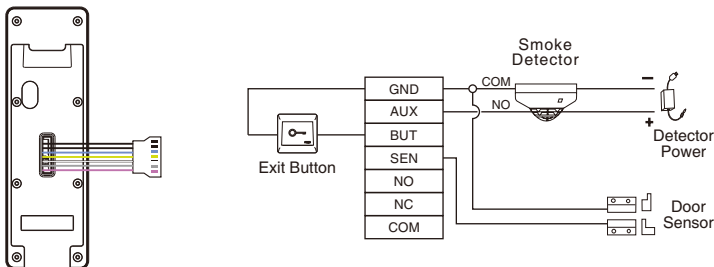 Smoke
Detector
GND
COM
−
AUX
NO
+
BUT
Detector
Power
Exit Button
SEN
NO
NC
Door
Sensor
COM